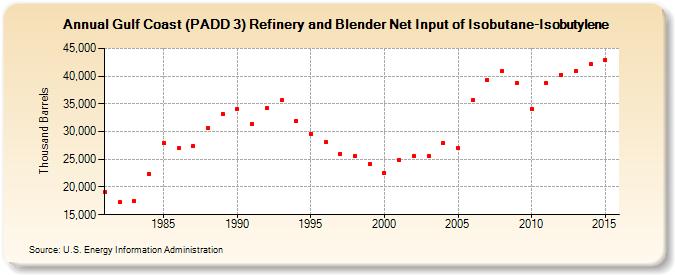 Annual Gulf Coast (PADD 3) Refinery and Blender Net Input of Isobutane-Isobutylene
Thousand Barrels
45,000
40,000
35,000
30,000
25,000
20,000
15,000
1985 1990 1995 2000 2005 2010 2015
Source: U.S. Energy Information Administration